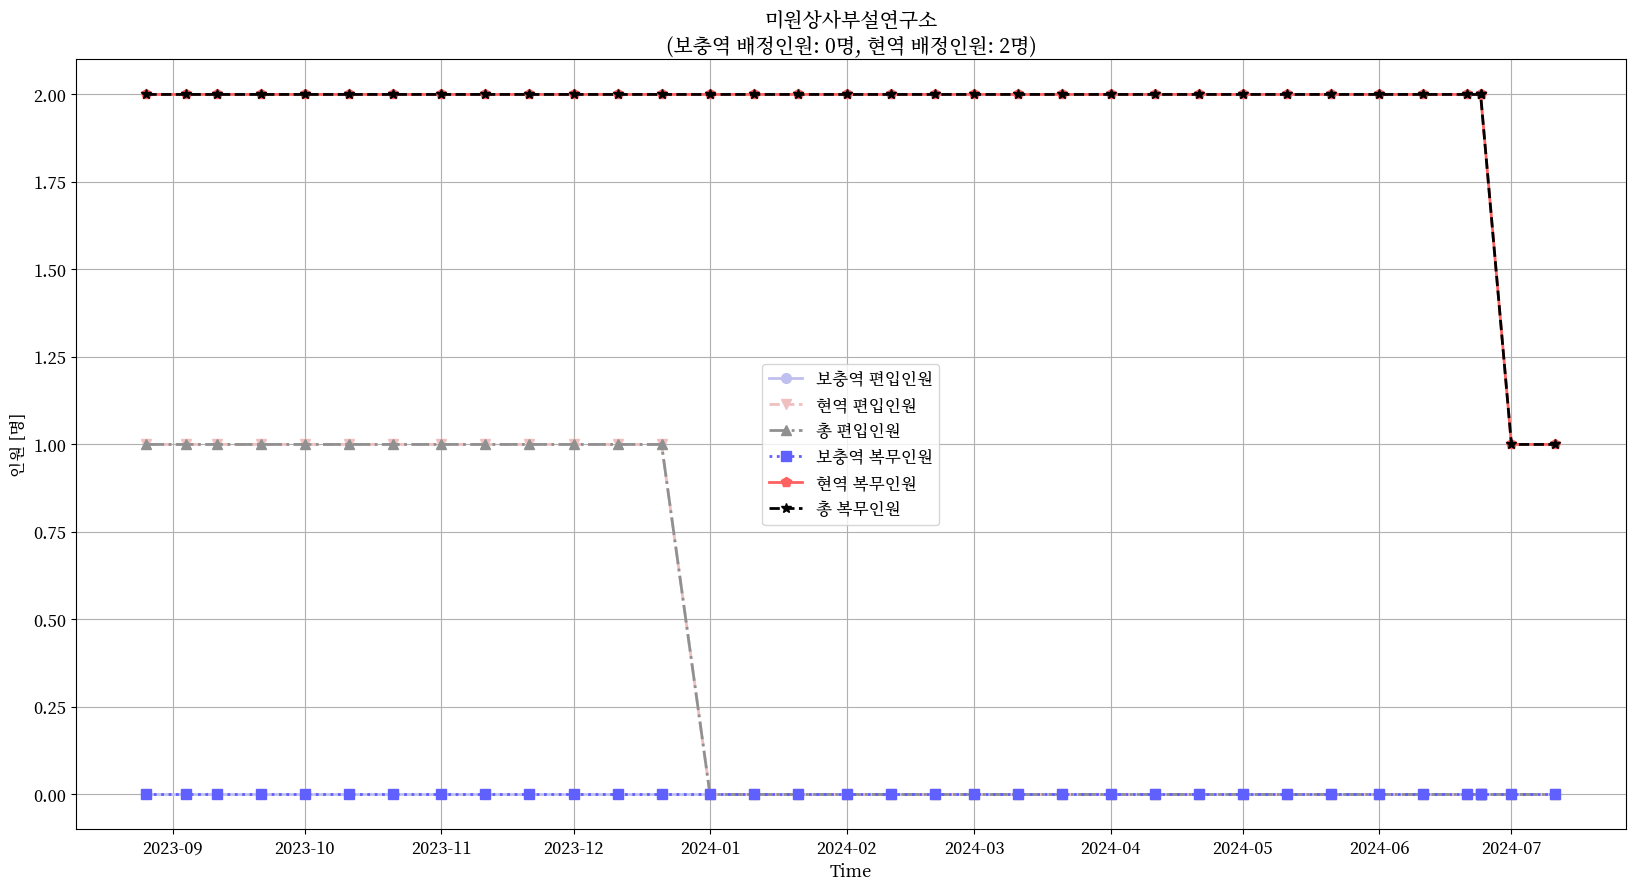 미원상사부설연구소
(보충역 배정인원: 0명, 현역 배정인원: 2명)
인원 [명]
2.00
1.75
1.50
1.25
1.00
0.75
0.50
0.25
0.00
보충역 편입인원
현역 편입인원
총 편입인원
보충역 복무인원
현역 복무인원
총 복무인원
2023-09 2023-10 2023-11 2023-12 2024-01 2024-02 2024-03 2024-04 2024-05 2024-06 2024-07
Time